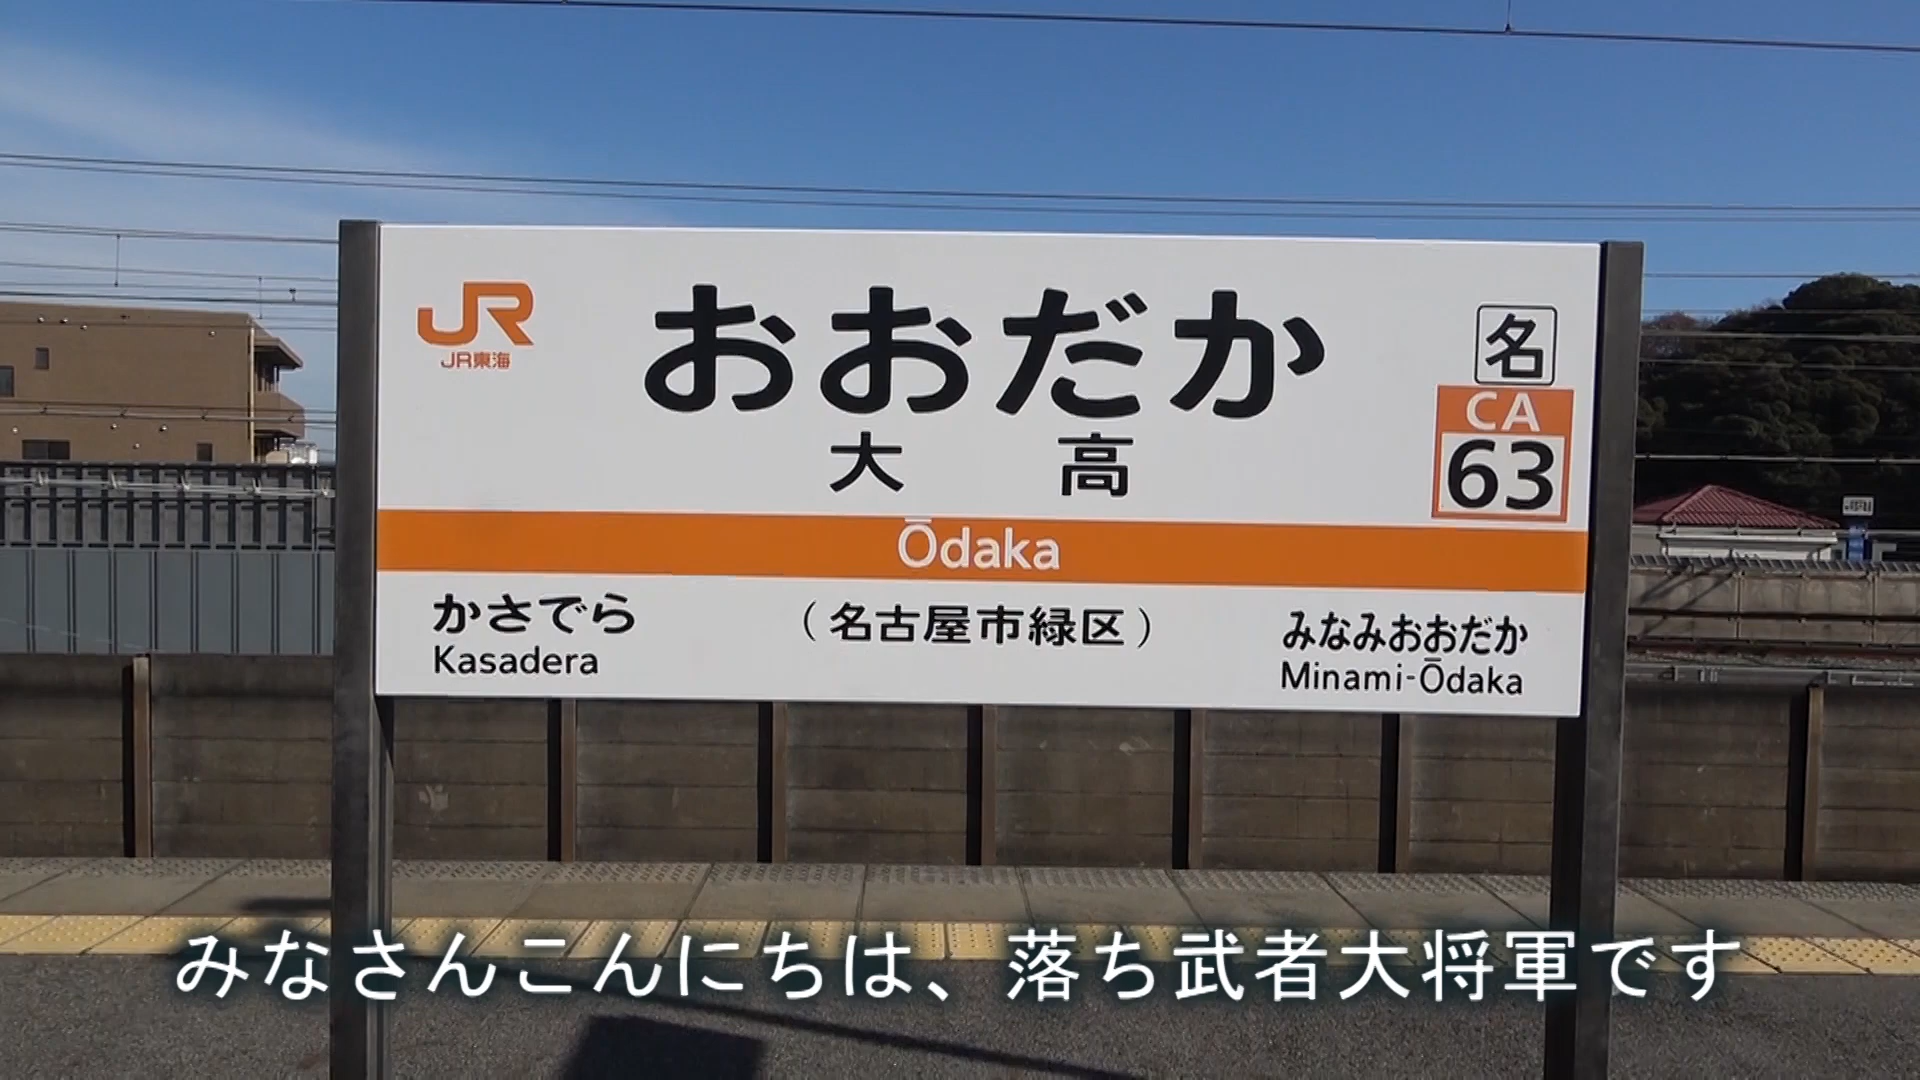 JR
JR東海
おおだか
大高
名
CA
63
Ōdaka
かさでら
Kasadera
（名古屋市緑区）
みなみおおだか
Minami-Ōdaka
みなさんこんにちは、落ち武者大将軍です